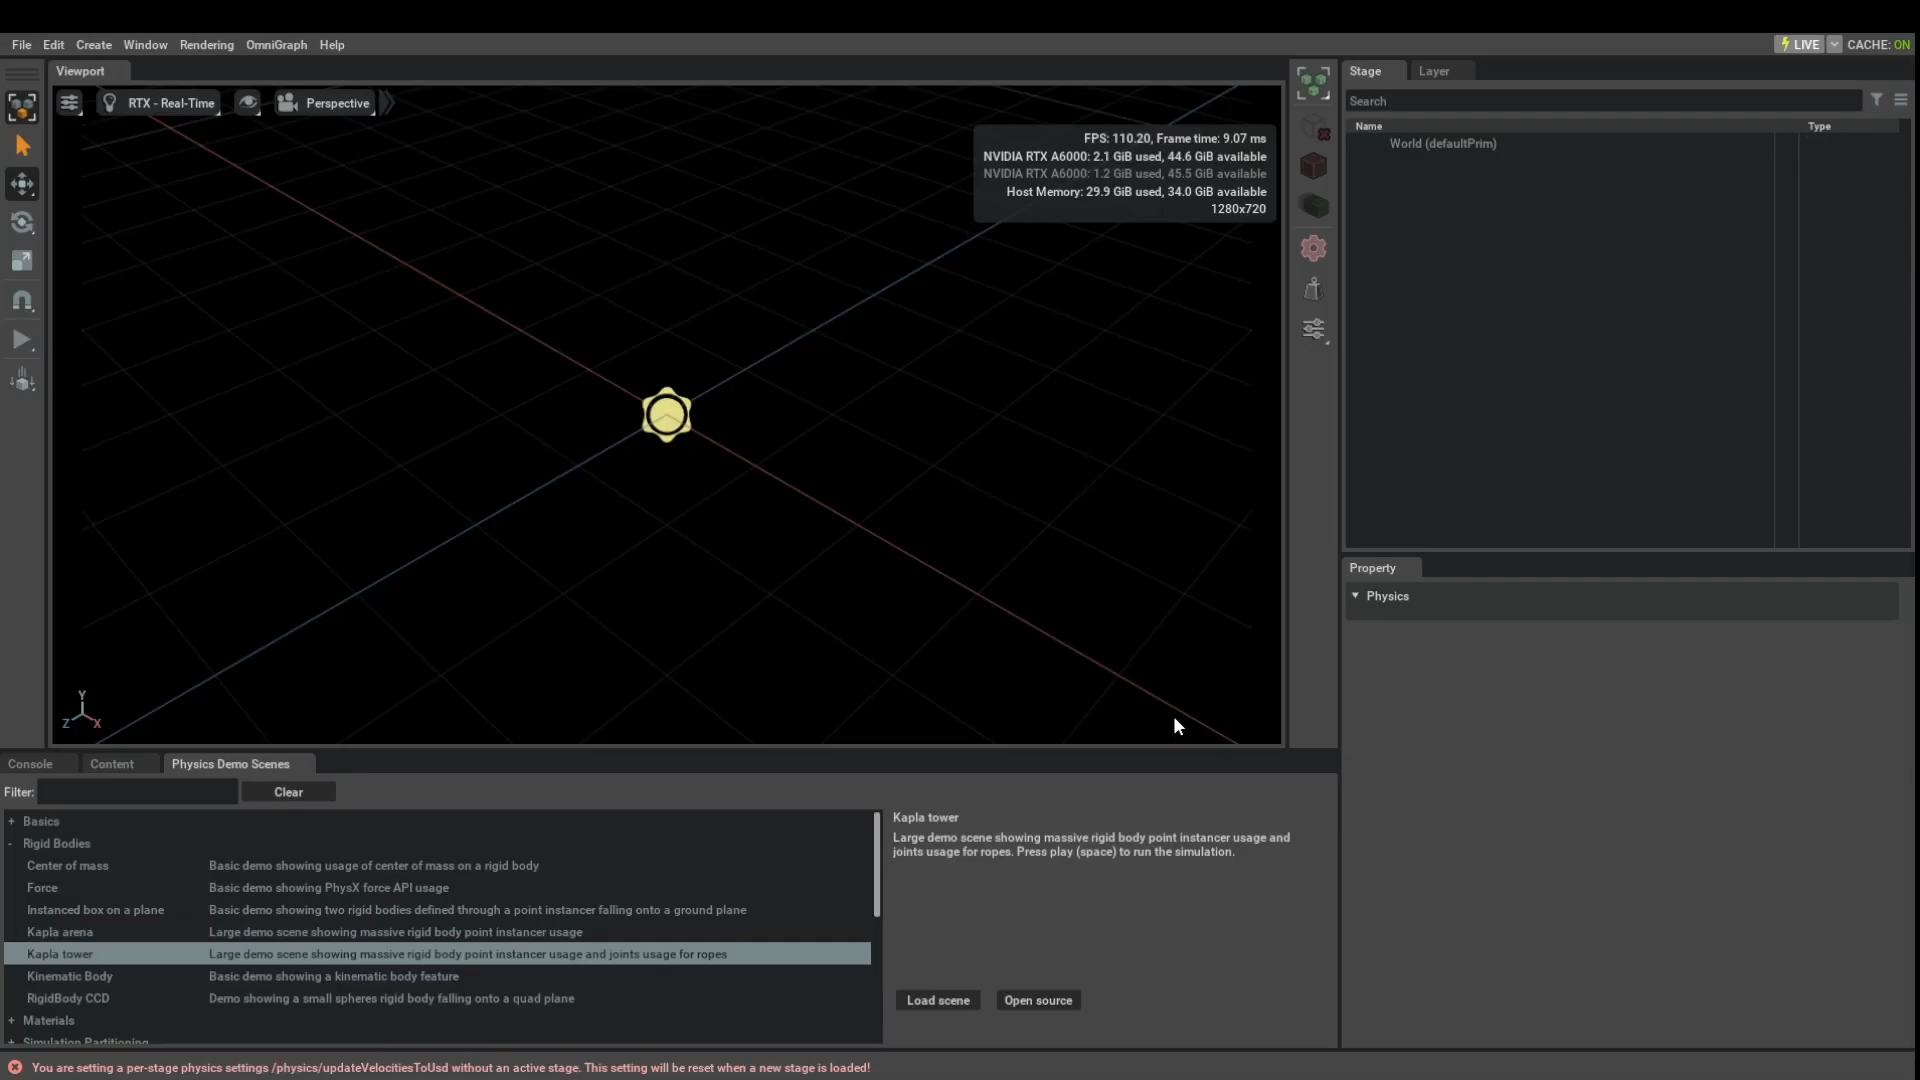 File Edit Create Window Rendering OmniGraph Help
LIVE CACHE: ON
Viewport
RTX - Real-Time
Perspective
FPS: 110.20, Frame time: 9.07 ms
NVIDIA RTX A6000: 2.1 GiB used, 44.6 GiB available
NVIDIA RTX A6000: 1.2 GiB used, 45.5 GiB available
Host Memory: 29.9 GiB used, 34.0 GiB available
1280x720
Y
Z X
Stage Layer
Search
Name Type
World (defaultPrim)
Property
Physics
Console Content Physics Demo Scenes
Filter: Clear
+ Basics
- Rigid Bodies
Center of mass Basic demo showing usage of center of mass on a rigid body
Force Basic demo showing PhysX force API usage
Instanced box on a plane Basic demo showing two rigid bodies defined through a point instancer falling onto a ground plane
Kapla arena Large demo scene showing massive rigid body point instancer usage
Kapla tower Large demo scene showing massive rigid body point instancer usage and joints usage for ropes
Kinematic Body Basic demo showing a kinematic body feature
RigidBody CCD Demo showing a small spheres rigid body falling onto a quad plane
+ Materials
+ Simulation Partitioning
Kapla tower
Large demo scene showing massive rigid body point instancer usage and
joints usage for ropes. Press play (space) to run the simulation.
Load scene Open source
You are setting a per-stage physics settings /physics/updateVelocitiesToUsd without an active stage. This setting will be reset when a new stage is loaded!